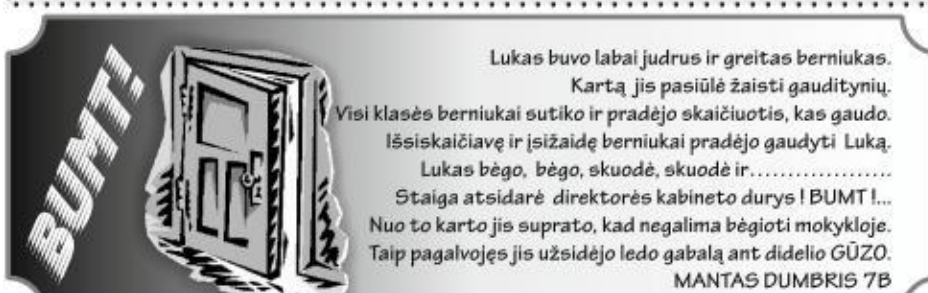 BUMT!
Lukas buvo labai judrus ir greitas berniukas.
Kartą jis pasiūlė žaisti gauditynių.
Visi klasės berniukai sutiko ir pradėjo skaičiuotis, kas gaudo.
Išsiskaičiavę ir įsižaidę berniukai pradėjo gaudyti Luką.
Lukas bėgo, bėgo, skuodė, skuodė ir...................
Staiga atsidarė direktorės kabineto durys ! BUMT !...
Nuo to karto jis suprato, kad negalima bėgioti mokykloje.
Taip pagalvojęs jis užsidėjo ledo gabalą ant didelio GŪZO.
MANTAS DUMBRIS 7B